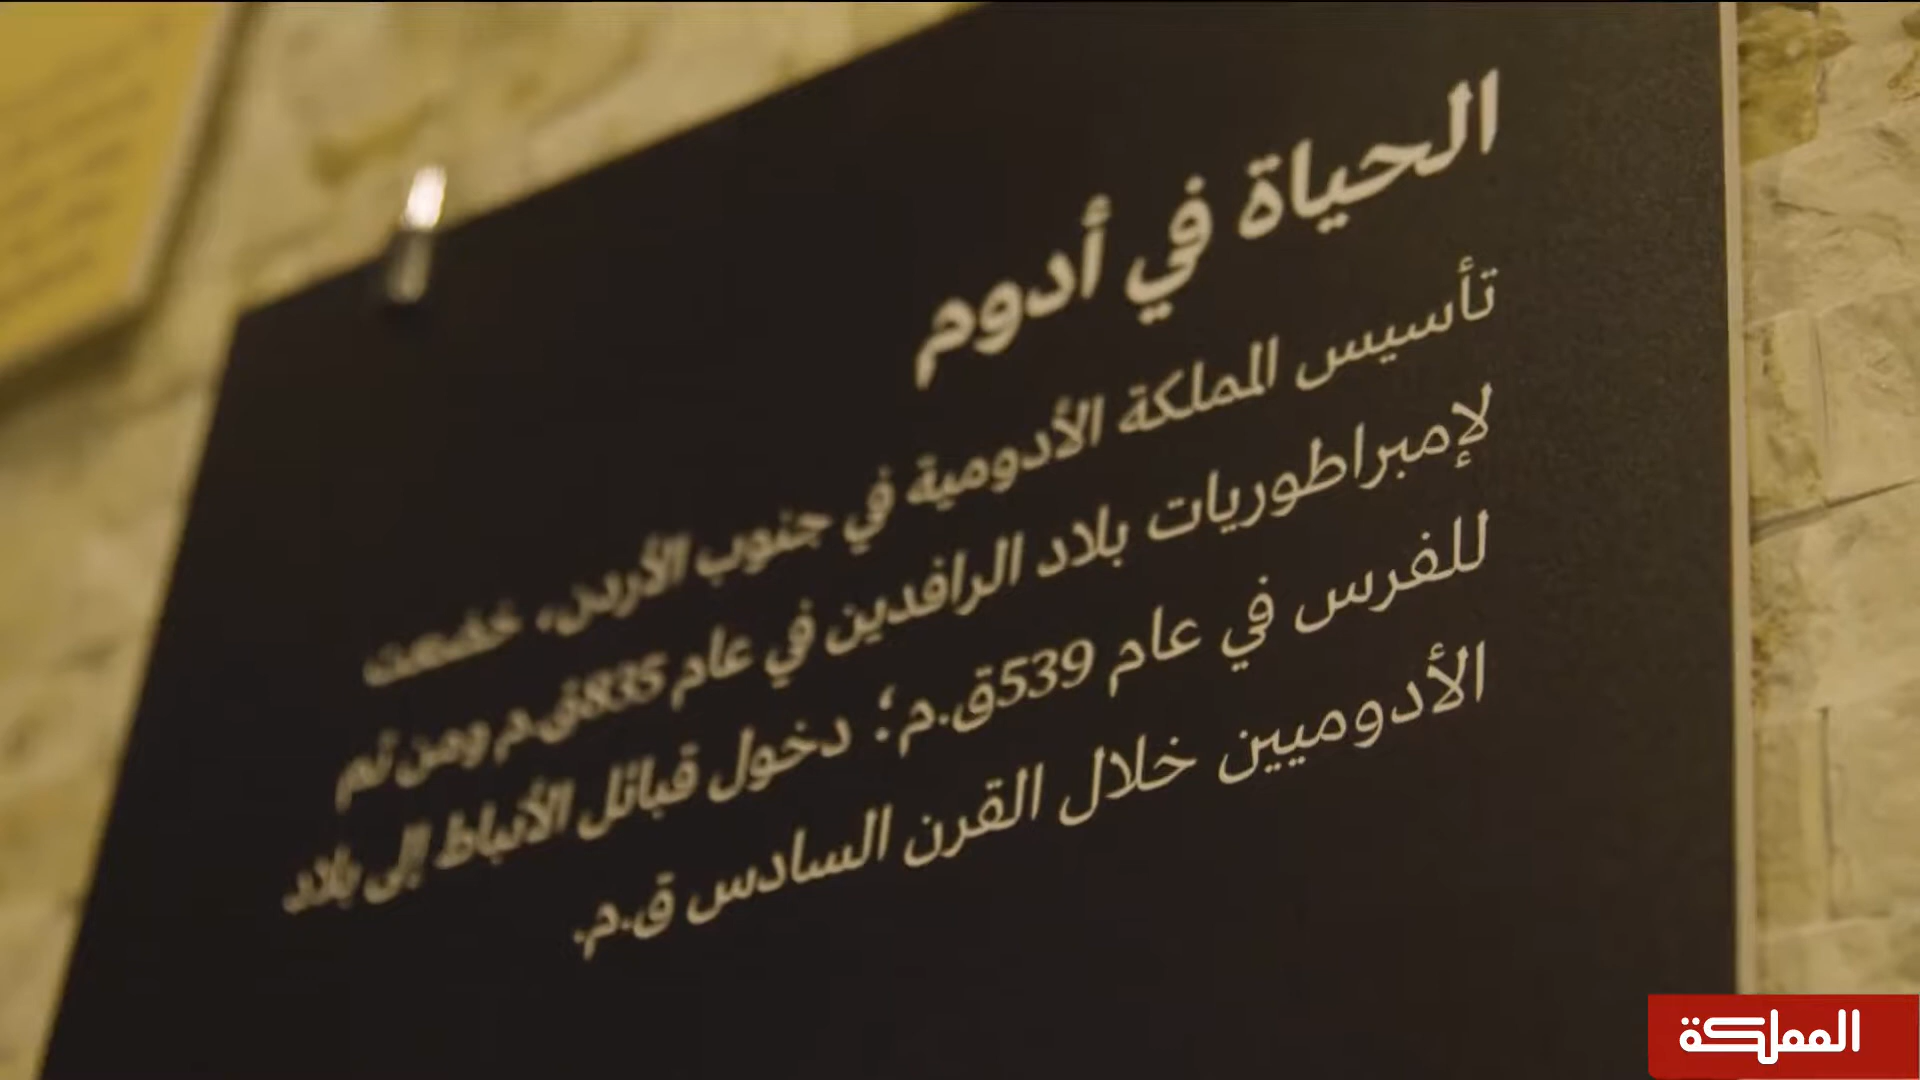 الحياة في أدوم
تأسيس المملكة الأدومية في جنوب الأردن. خضعت
لإمبراطوريات بلاد الرافدين في عام 835ق.م ومن ثم
للفرس في عام 539ق.م؛ دخول قبائل الأنباط إلى بلاد
الأدوميين خلال القرن السادس ق.م.
المملكة